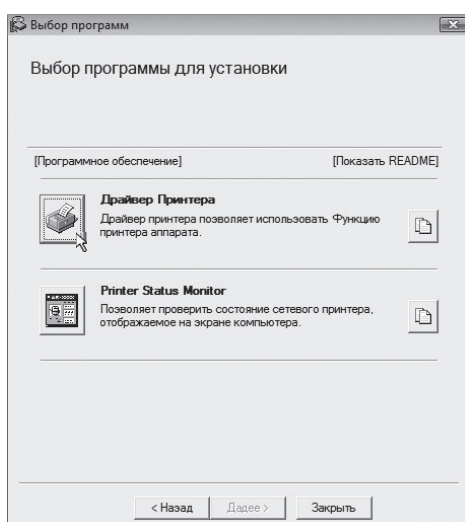 Выбор программ
Выбор программы для установки
[Программное обеспечение] [Показать README]
Драйвер Принтера
Драйвер принтера позволяет использовать Функцию
принтера аппарата.
Printer Status Monitor
Позволяет проверить состояние сетевого принтера,
отображаемое на экране компьютера.
< Назад Далее > Закрыть